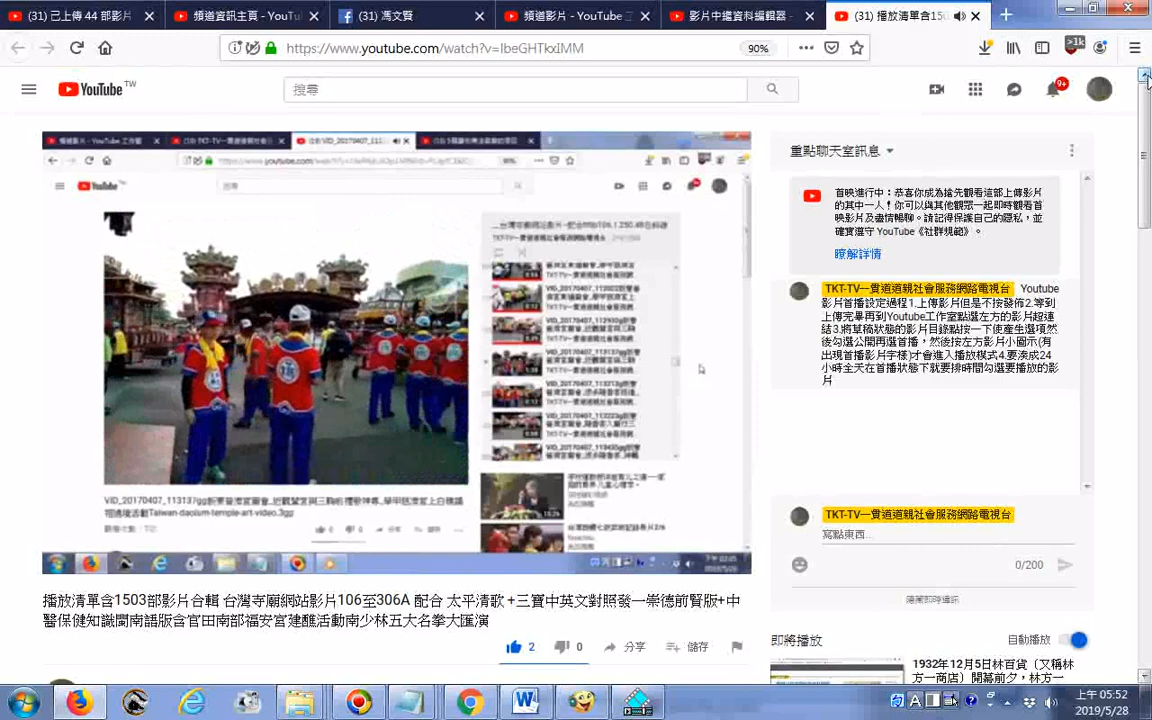 (31) 已上傳 44 部影片
頻道資訊主頁 - YouTu
(31) 馮文賢
頻道影片 - YouTube 工
影片中繼資料編輯器 -
(31) 播放清單含150
https://www.youtube.com/watch?v=IbeGHTkxIMM
90%
>1k
YouTube TW
搜尋
9+
重點聊天室訊息
首映進行中：恭喜你成為搶先觀看這部上傳影片
的其中一人！你可以與其他觀眾一起即時觀看首
映影片及盡情暢聊。請記得保護自己的隱私，並
確實遵守 YouTube《社群規範》。
瞭解詳情
TKT-TV一貫道道親社會服務網路電視台 Youtube
影片首播設定過程1.上傳影片但是不按發佈2.等到
上傳完畢再到Youtube工作室點選左方的影片超連
結3.將草稿狀態的影片目錄點按一下使產生選項然
後勾選公開再選首播，然後按左方影片小圖示(有
出現首播影片字樣)才會進入播放模式4.要湊成24
小時全天在首播狀態下就要排時間勾選要播放的影
片
TKT-TV一貫道道親社會服務網路電視台
寫點東西...
0/200
隱藏即時通訊
播放清單含1503部影片合輯 台灣寺廟網站影片106至306A 配合 太平清歌 +三寶中英文對照發一崇德前賢版+中
醫保健知識閩南語版含官田南部福安宮建醮活動南少林五大名拳大匯演
2
0
分享
儲存
即將播放
自動播放
1932年12月5日林百貨（又稱林
方一商店）開幕前夕，林方一
上午 05:52
2019/5/28